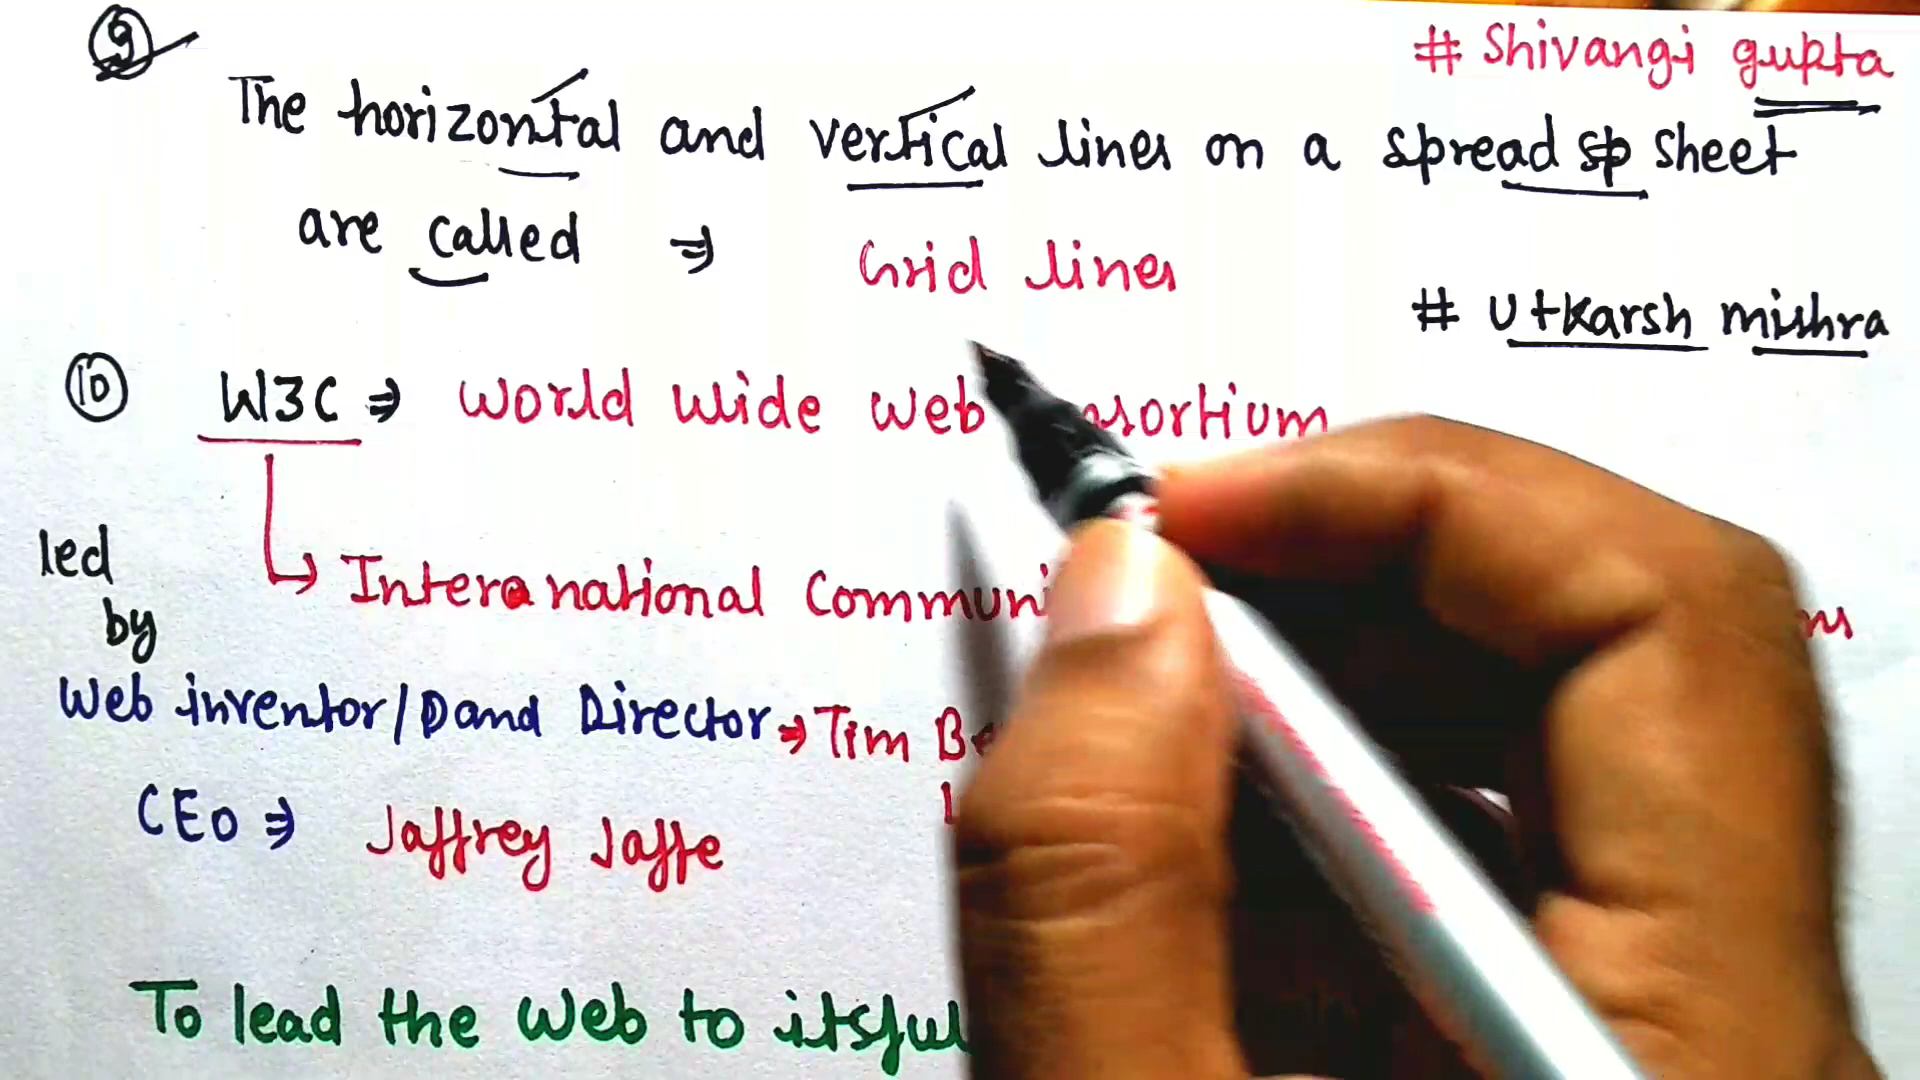 9
# Shivangi gupta
The horizontal and vertical lines on a spread sp sheet
are called ⇒ Grid lines
# Utkarsh mishra
10 W3C ⇒ World Wide Web
International
led
by
Web inventor / D and Director ⇒ Tim
CEO ⇒ Jaffrey Jaffe
To lead the Web to its